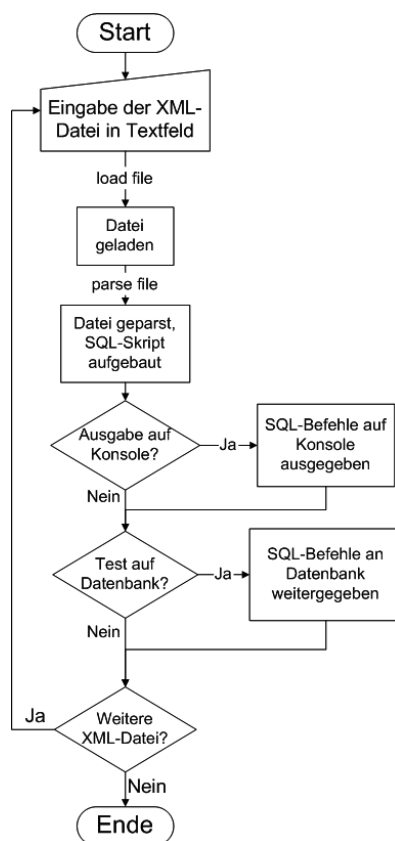 Start
Eingabe der XML-
Datei in Textfeld
load file
Datei
geladen
parse file
Datei geparst,
SQL-Skript
aufgebaut
Ausgabe auf
Konsole?
Ja
SQL-Befehle auf
Konsole
ausgegeben
Nein
Test auf
Datenbank?
Ja
SQL-Befehle an
Datenbank
weitergegeben
Nein
Weitere
XML-Datei?
Ja
Nein
Ende